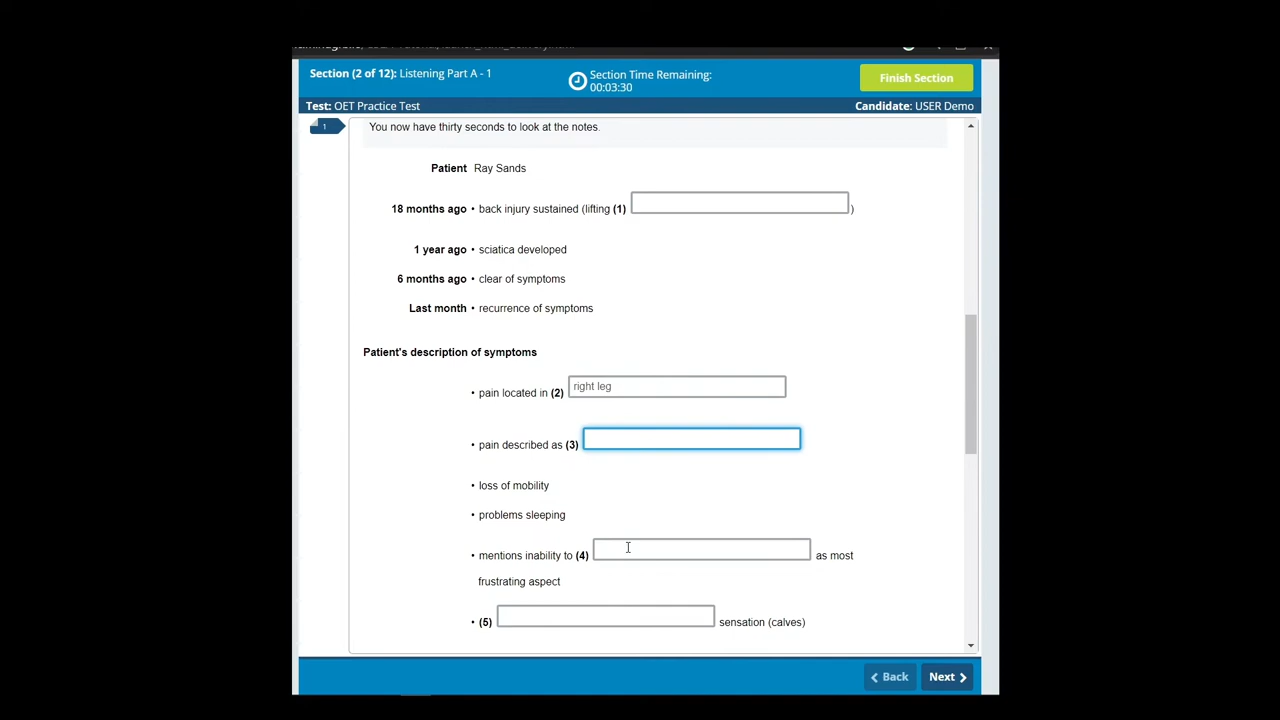 Section (2 of 12): Listening Part A - 1
Section Time Remaining:
00:03:30
Finish Section
Test: OET Practice Test
Candidate: USER Demo
1
You now have thirty seconds to look at the notes.
Patient Ray Sands
18 months ago • back injury sustained (lifting (1) )
1 year ago • sciatica developed
6 months ago • clear of symptoms
Last month • recurrence of symptoms
Patient's description of symptoms
• pain located in (2) right leg
• pain described as (3)
• loss of mobility
• problems sleeping
• mentions inability to (4) as most
frustrating aspect
• (5) sensation (calves)
Back
Next